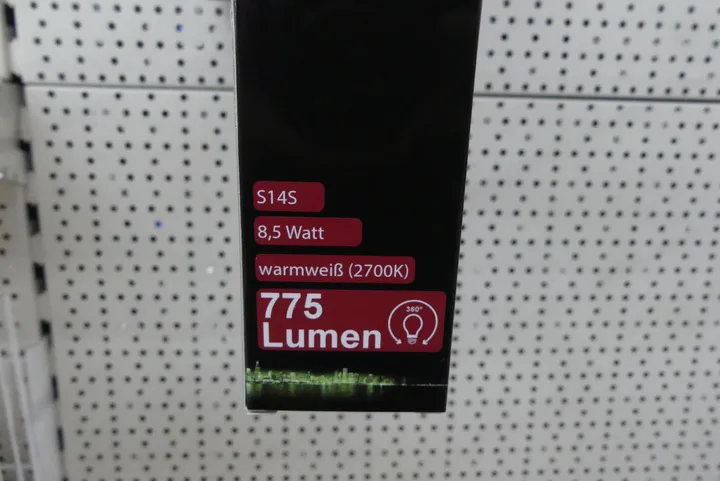 S14S
8,5 Watt
warmweiß (2700K)
775
Lumen
360°